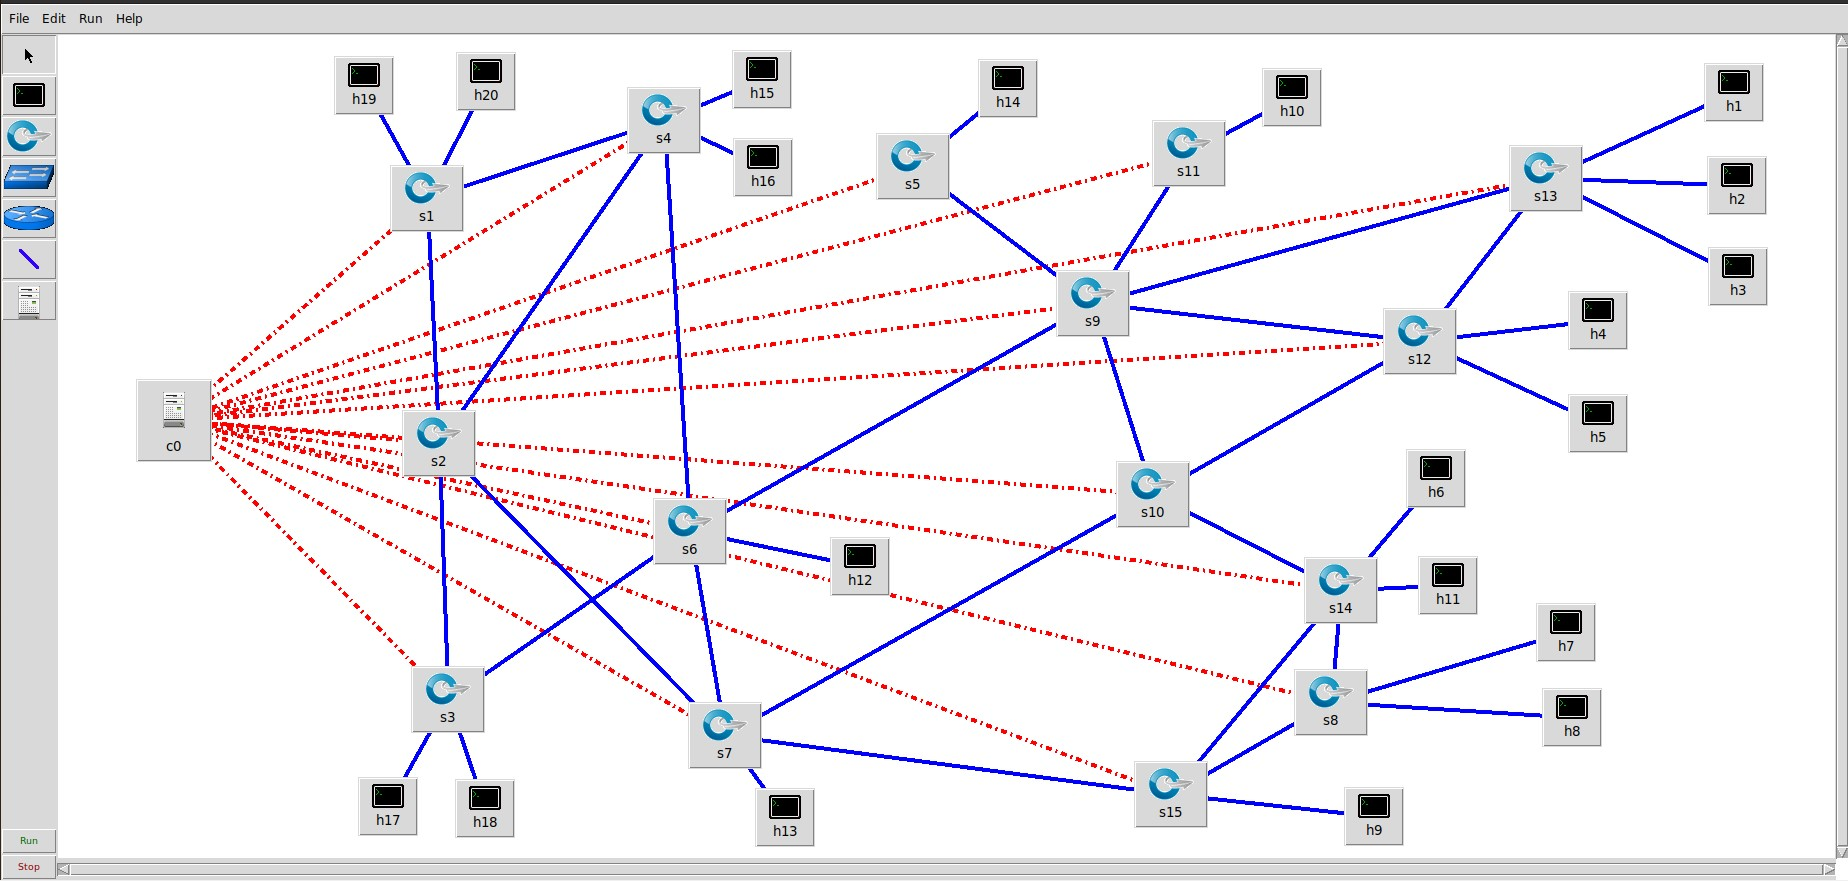 File Edit Run Help
h19
h20
h15
h14
h10
h1
s4
h16
s5
s11
s13
h2
s1
h3
s9
h4
s12
h5
c0
s2
h6
s10
s6
h12
h11
s14
h7
s3
s7
s8
h8
h17
h18
h13
s15
h9
Run
Stop